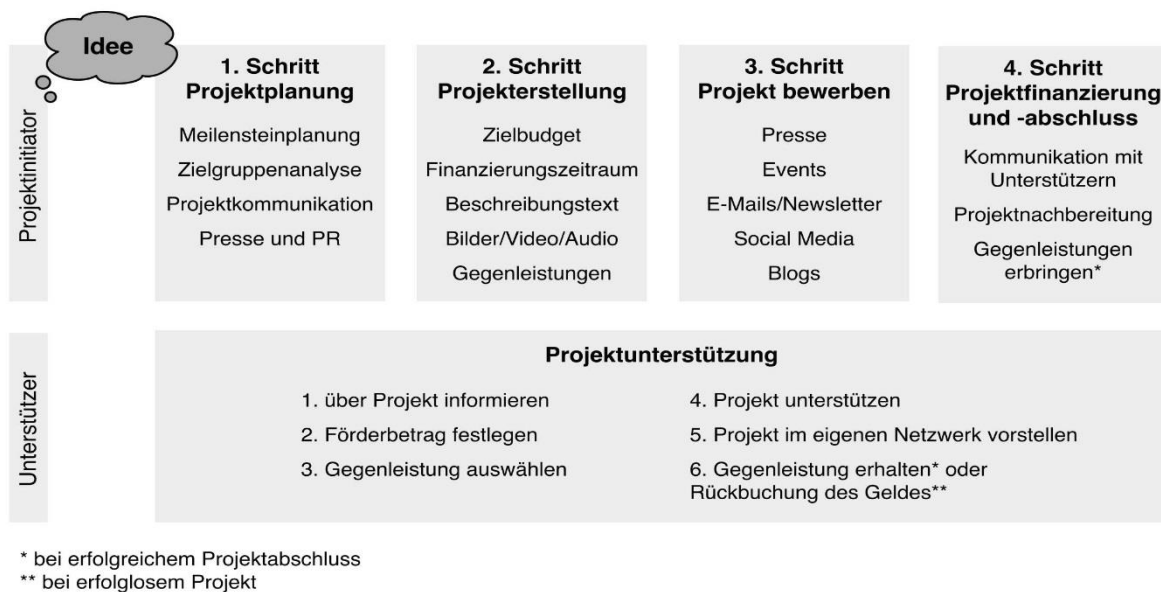 Idee
Projektinitiator
1. Schritt
Projektplanung
Meilensteinplanung
Zielgruppenanalyse
Projektkommunikation
Presse und PR
2. Schritt
Projekterstellung
Zielbudget
Finanzierungszeitraum
Beschreibungstext
Bilder/Video/Audio
Gegenleistungen
3. Schritt
Projekt bewerben
Presse
Events
E-Mails/Newsletter
Social Media
Blogs
4. Schritt
Projektfinanzierung
und -abschluss
Kommunikation mit
Unterstützern
Projektnachbereitung
Gegenleistungen
erbringen*
Unterstützer
Projektunterstützung
1. über Projekt informieren
2. Förderbetrag festlegen
3. Gegenleistung auswählen
4. Projekt unterstützen
5. Projekt im eigenen Netzwerk vorstellen
6. Gegenleistung erhalten* oder
Rückbuchung des Geldes**
* bei erfolgreichem Projektabschluss
** bei erfolglosem Projekt